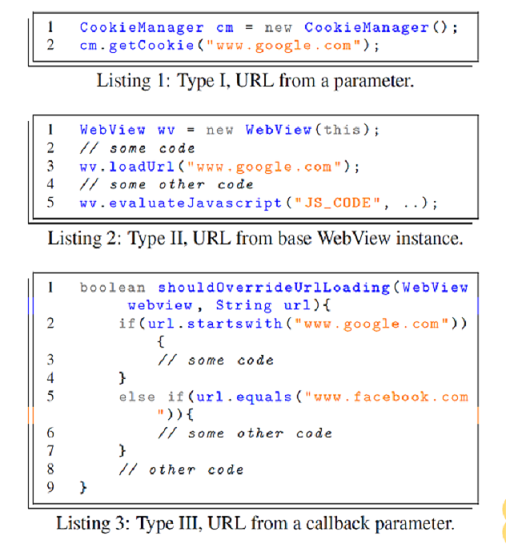 1 CookieManager cm = new CookieManager();
2 cm.getCookie("www.google.com");
Listing 1: Type I, URL from a parameter.
1 WebView wv = new WebView(this);
2 // some code
3 wv.loadUrl("www.google.com");
4 // some other code
5 wv.evaluateJavascript("JS_CODE", ..);
Listing 2: Type II, URL from base WebView instance.
1 boolean shouldOverrideUrlLoading(WebView
webview, String url){
2 if(url.startswith("www.google.com"))
{
3 // some code
4 }
5 else if(url.equals("www.facebook.com
")){
6 // some other code
7 }
8 // other code
9 }
Listing 3: Type III, URL from a callback parameter.